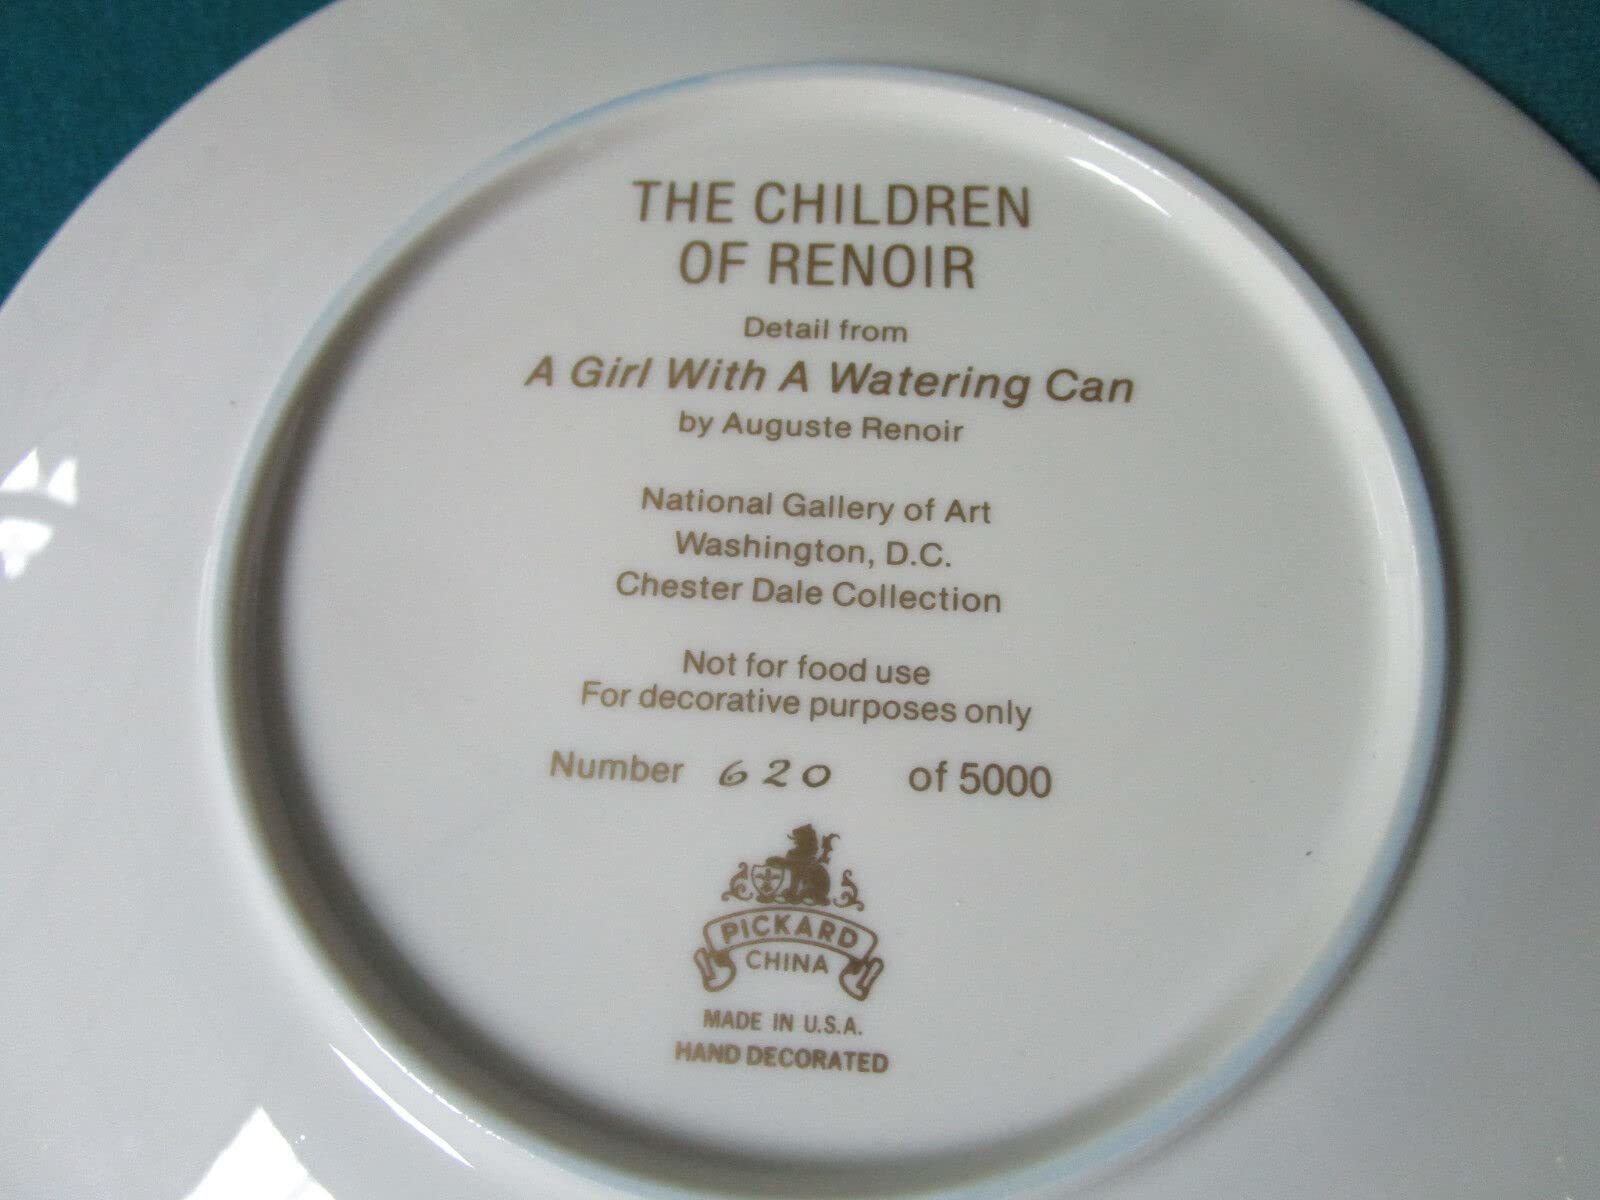 THE CHILDREN
OF RENOIR
Detail from
A Girl With A Watering Can
by Auguste Renoir
National Gallery of Art
Washington, D.C.
Chester Dale Collection
Not for food use
For decorative purposes only
Number 620 of 5000
PICKARD
CHINA
MADE IN U.S.A.
HAND DECORATED